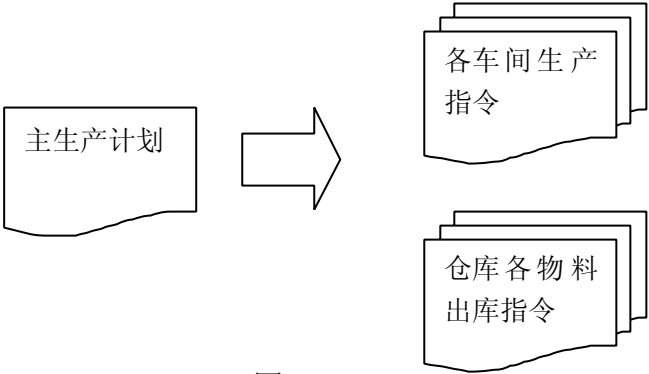 各车间生产
指令
主生产计划
仓库各物料
出库指令